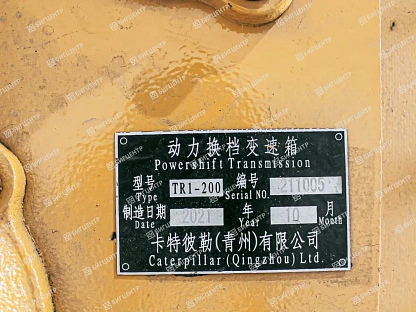 动力换档变速箱
Powershift Transmission
型号 TR1-200 编号 211005
Type Serial NO.
制造日期 2021 年 10 月
Date Year Month
卡特彼勒(青州)有限公司
Caterpillar (Qingzhou) Ltd.
БИГЦЕНТР